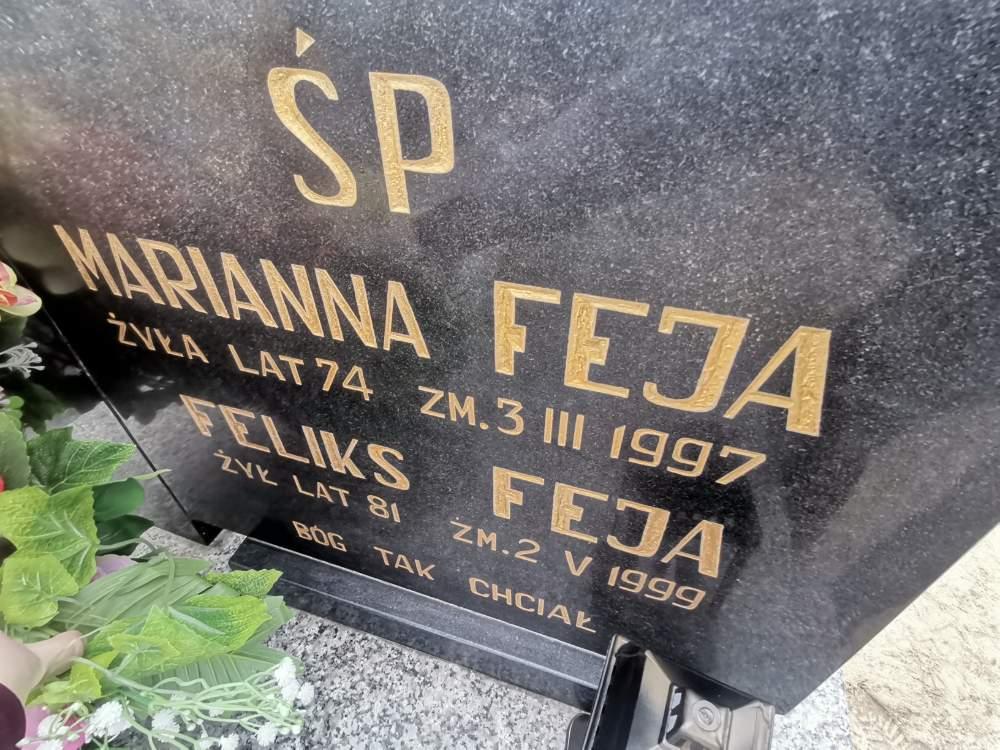 ŚP
MARIANNA FEJA
ŻYŁA LAT 74 ZM. 3 III 1997
FELIKS FEJA
ŻYŁ LAT 81 ZM. 2 V 1999
BÓG TAK CHCIAŁ